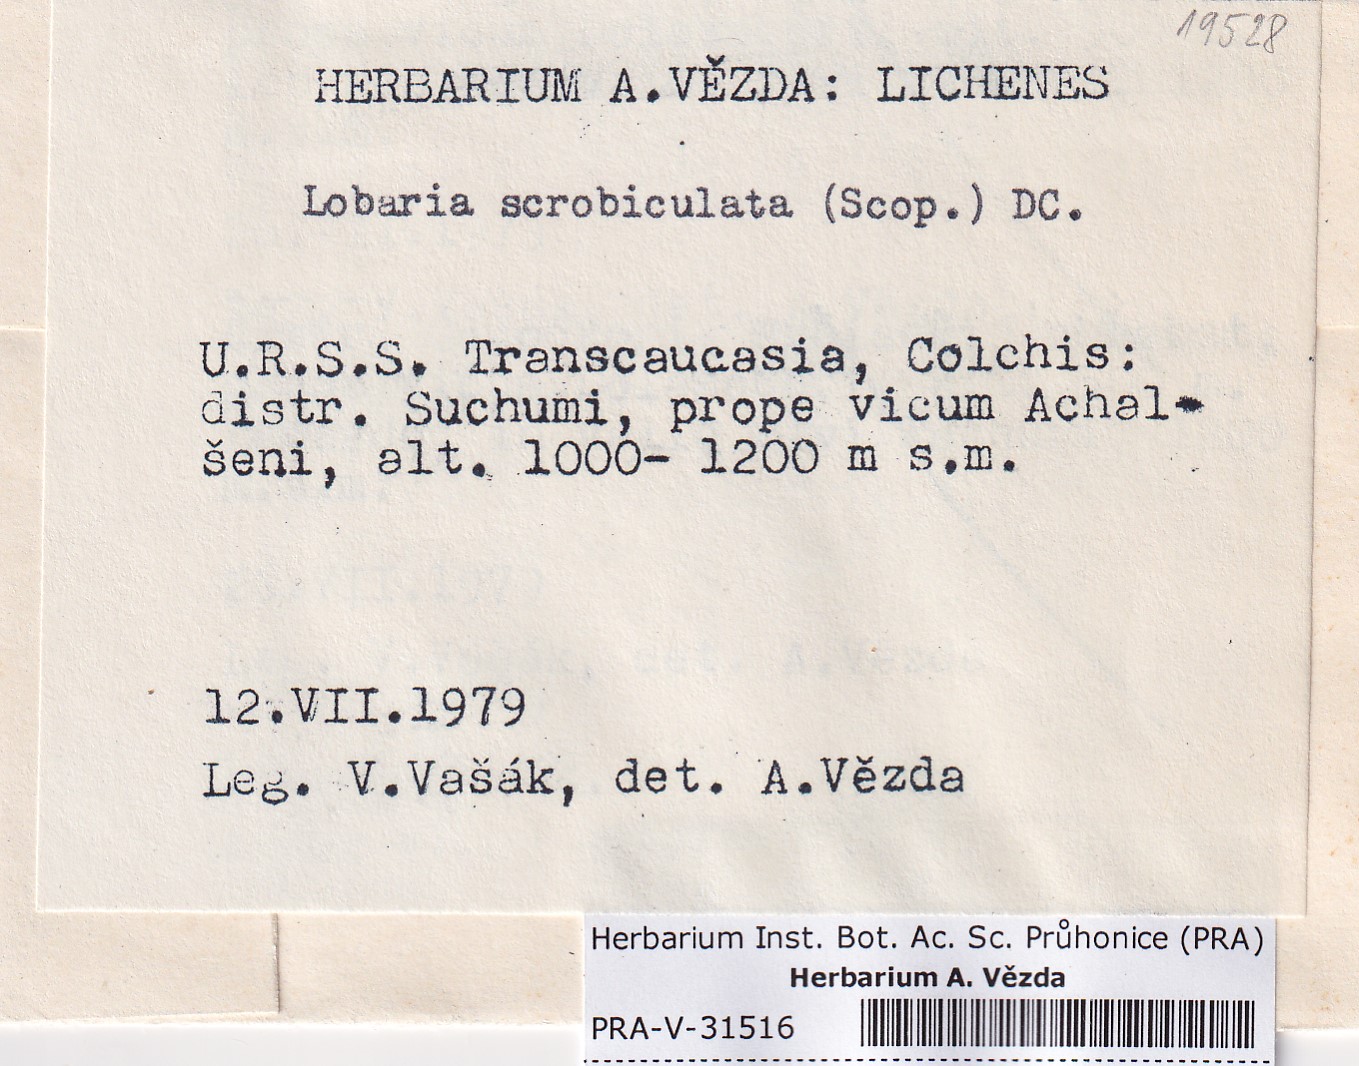 19528
HERBARIUM A.VĚZDA: LICHENES
Lobaria scrobiculata (Scop.) DC.
U.R.S.S. Transcaucasia, Colchis:
distr. Suchumi, prope vicum Achal-
šeni, alt. 1000- 1200 m s.m.
12.VII.1979
Leg. V.Vašák, det. A.Vězda
Herbarium Inst. Bot. Ac. Sc. Průhonice (PRA)
Herbarium A. Vězda
PRA-V-31516